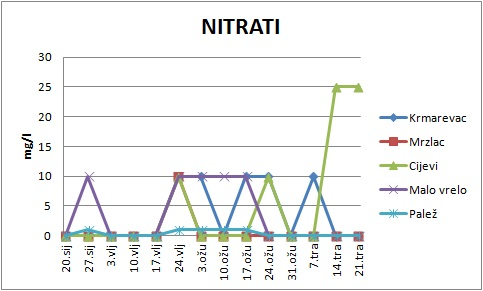 NITRATI
30
25
20
15
10
5
0
mg/l
20.sij
27.sij
3.vlj
10.vlj
17.vlj
24.vlj
3.ožu
10.ožu
17.ožu
24.ožu
31.ožu
7.tra
14.tra
21.tra
Krmarevac
Mrzlac
Cijevi
Malo vrelo
Palež